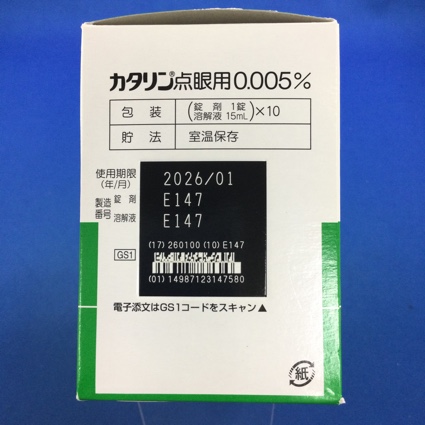 カタリン®点眼用0.005%
包装 (錠剤 1錠 溶解液 15mL)×10
貯法 室温保存
使用期限 (年/月) 2026/01
製造番号 錠剤 E147
溶解液 E147
(17) 260100 (10) E147
GS1
(01) 14987123147580
電子添文はGS1コードをスキャン▲
紙